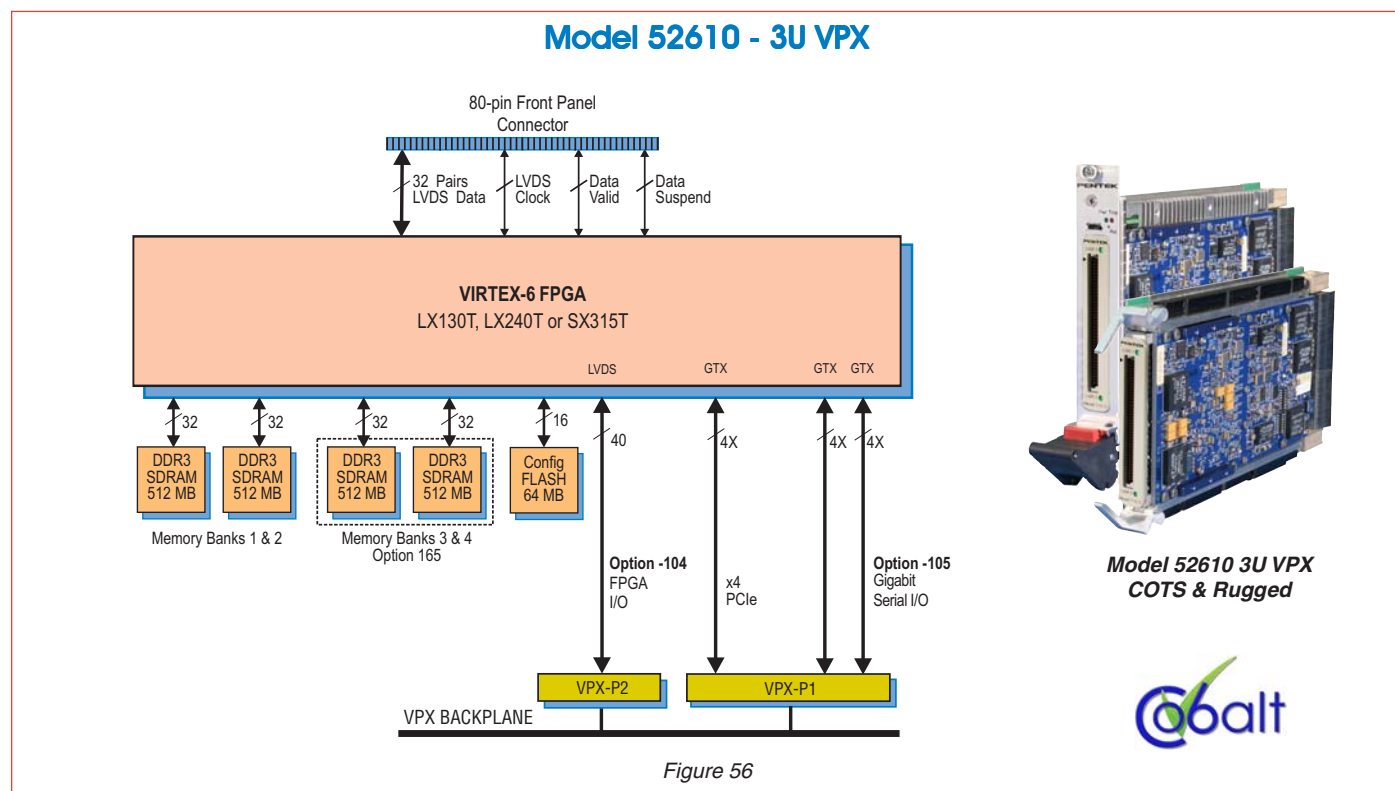 Model 52610 - 3U VPX
80-pin Front Panel
Connector
32 Pairs
LVDS Data
LVDS
Clock
Data
Valid
Data
Suspend
VIRTEX-6 FPGA
LX130T, LX240T or SX315T
LVDS
GTX
GTX
GTX
32
32
32
32
16
40
4X
4X
4X
DDR3
SDRAM
512 MB
DDR3
SDRAM
512 MB
DDR3
SDRAM
512 MB
DDR3
SDRAM
512 MB
Config
FLASH
64 MB
Memory Banks 1 & 2
Memory Banks 3 & 4
Option 165
Option -104
FPGA
I/O
x4
PCIe
Option -105
Gigabit
Serial I/O
VPX-P2
VPX-P1
VPX BACKPLANE
Figure 56
PENTEK
PENTEK
PENTEK
Model 52610 3U VPX
COTS & Rugged
Cobalt